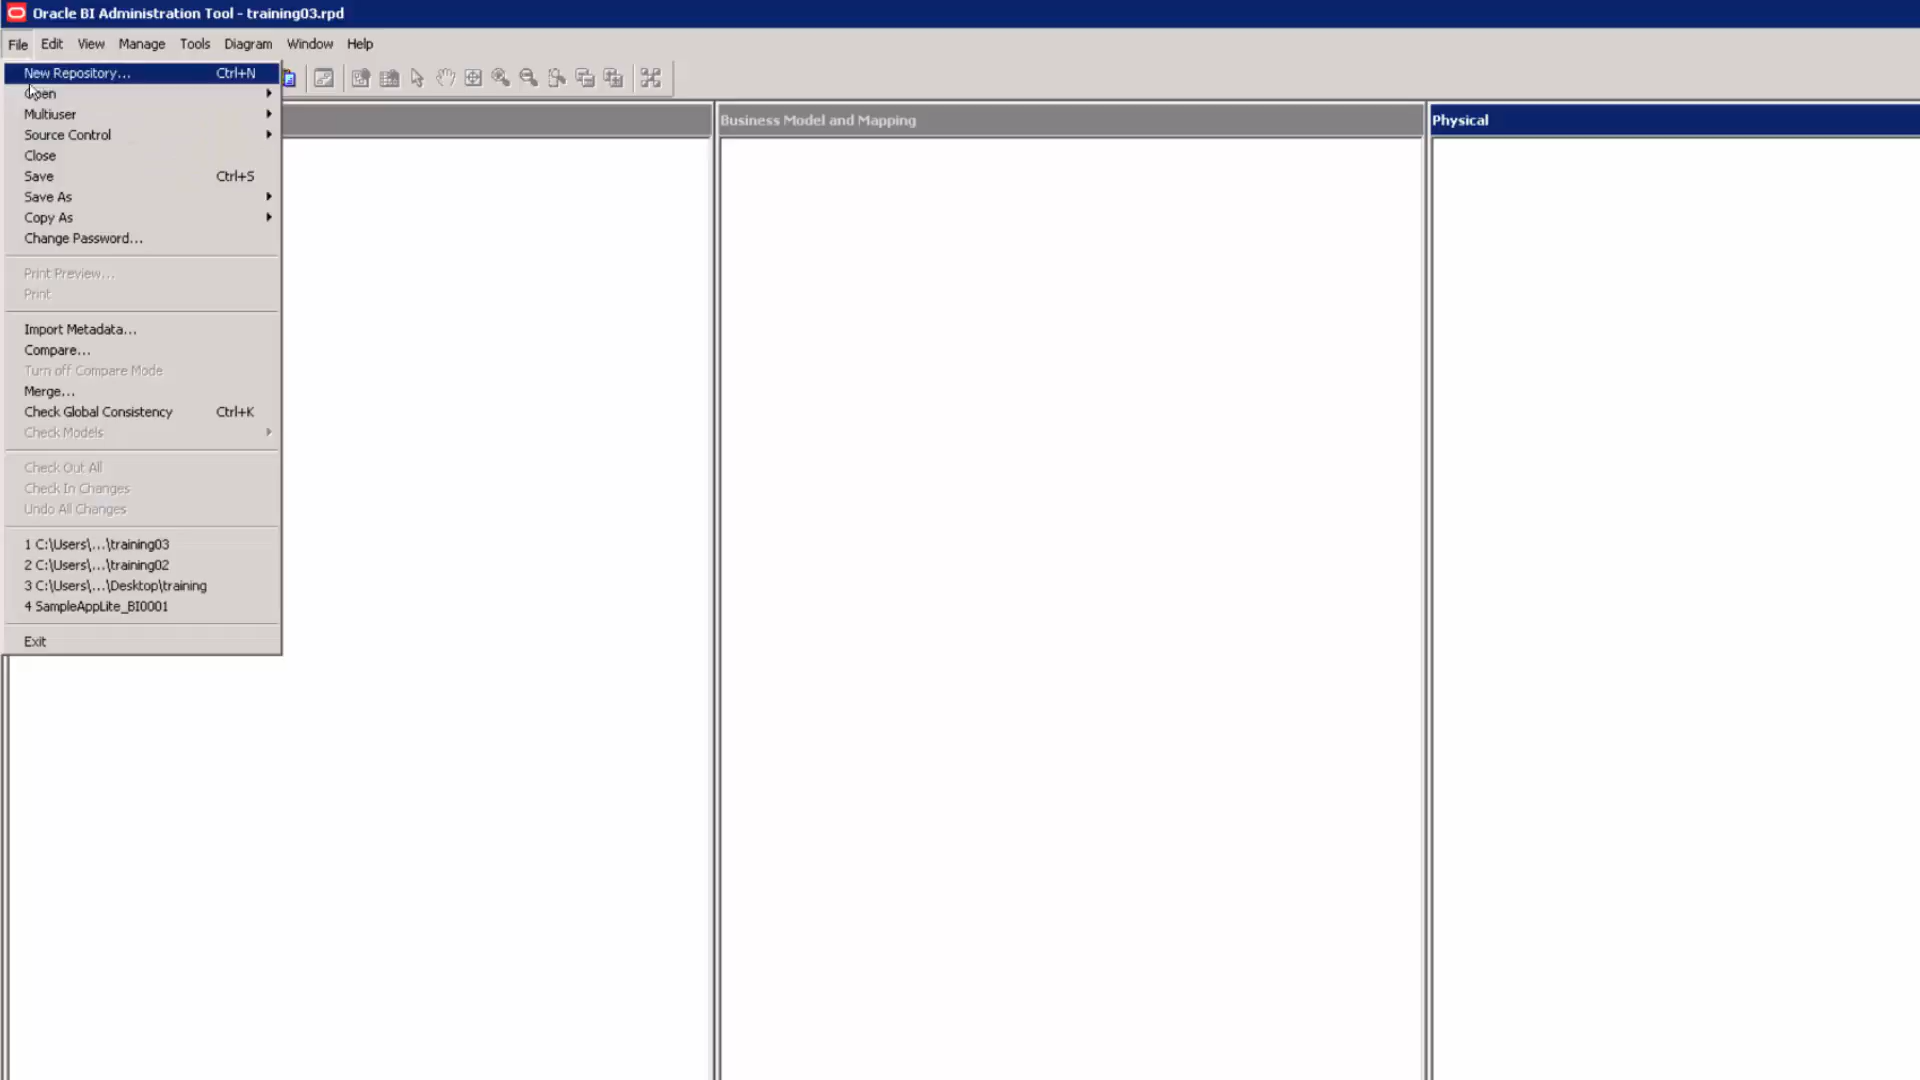 Oracle BI Administration Tool - training03.rpd
File Edit View Manage Tools Diagram Window Help
New Repository... Ctrl+N
Open
Multiuser
Source Control
Close
Save Ctrl+S
Save As
Copy As
Change Password...
Print Preview...
Print
Import Metadata...
Compare...
Turn off Compare Mode
Merge...
Check Global Consistency Ctrl+K
Check Models
Check Out All
Check In Changes
Undo All Changes
1 C:\Users\...\training03
2 C:\Users\...\training02
3 C:\Users\...\Desktop\training
4 SampleAppLite_BI0001
Exit
Business Model and Mapping
Physical